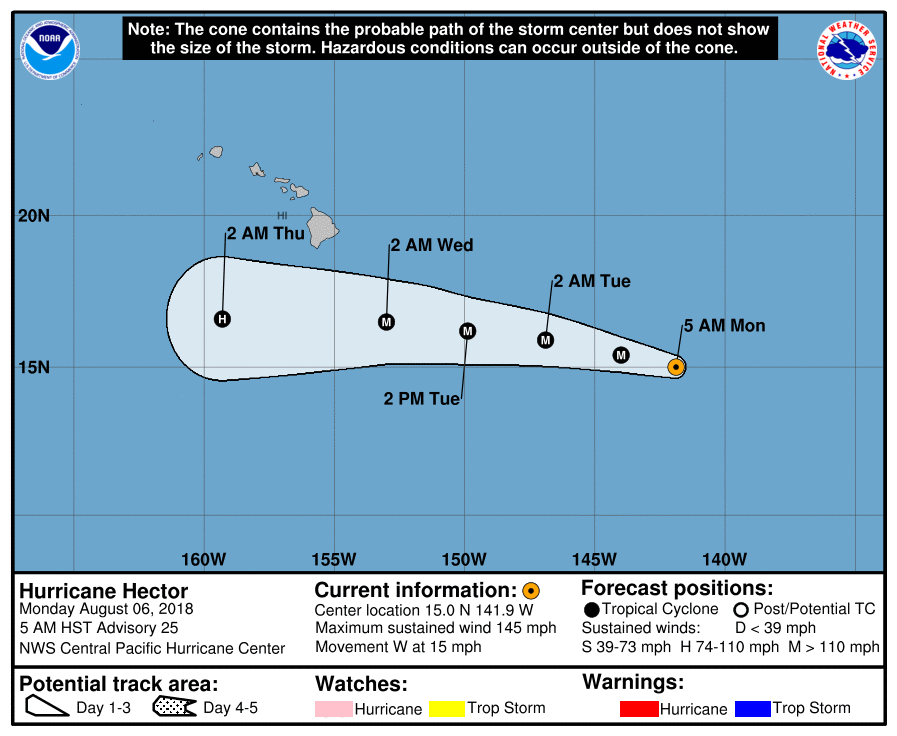 Note: The cone contains the probable path of the storm center but does not show
the size of the storm. Hazardous conditions can occur outside of the cone.
NOAA
NATIONAL WEATHER SERVICE
HI
20N
2 AM Thu
2 AM Wed
2 AM Tue
5 AM Mon
H
M
M
M
M
15N
2 PM Tue
160W
155W
150W
145W
140W
Hurricane Hector
Monday August 06, 2018
5 AM HST Advisory 25
NWS Central Pacific Hurricane Center
Current information:
Center location 15.0 N 141.9 W
Maximum sustained wind 145 mph
Movement W at 15 mph
Forecast positions:
Tropical Cyclone Post/Potential TC
Sustained winds: D < 39 mph
S 39-73 mph H 74-110 mph M > 110 mph
Potential track area:
Day 1-3 Day 4-5
Watches:
Hurricane Trop Storm
Warnings:
Hurricane Trop Storm